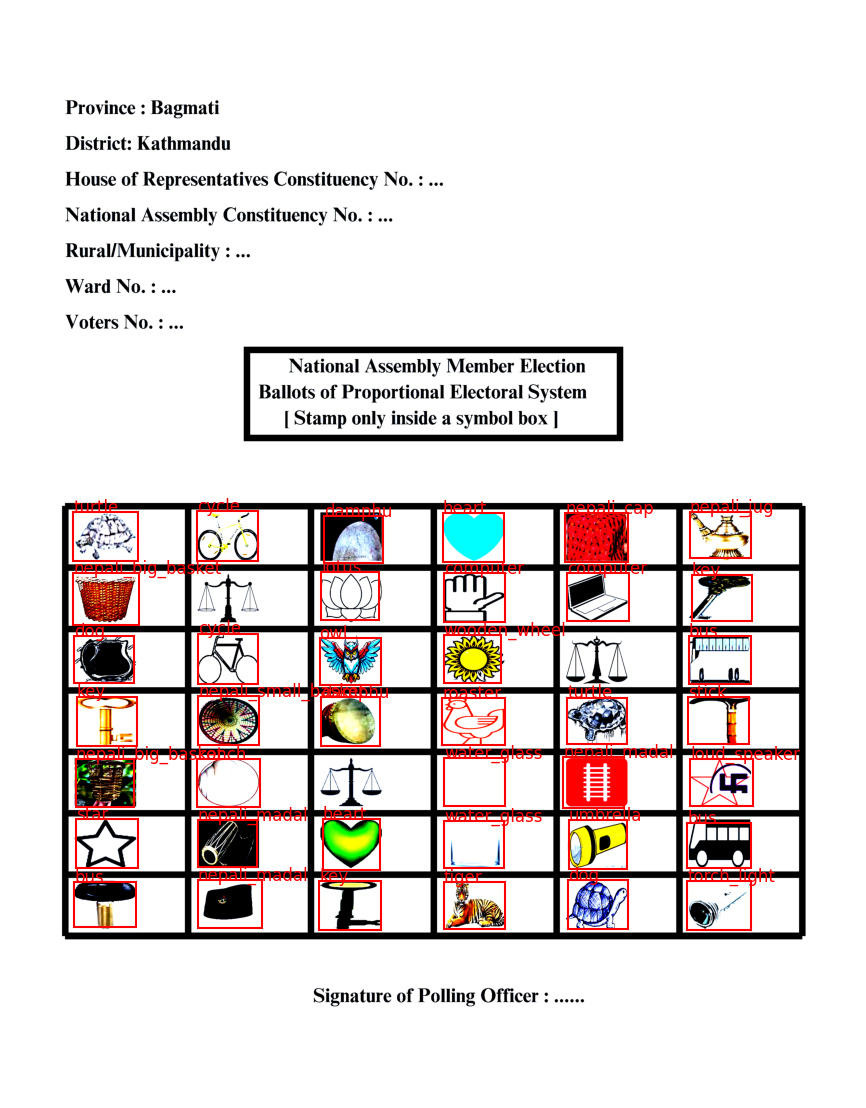 Province : Bagmati
District: Kathmandu
House of Representatives Constituency No. : ...
National Assembly Constituency No. : ...
Rural/Municipality : ...
Ward No. : ...
Voters No. : ...
National Assembly Member Election
Ballots of Proportional Electoral System
[ Stamp only inside a symbol box ]
turtle cycle damphu heart nepali_cap nepali_jug
nepali_big_basket lotus computer computer key
dog cycle owl wooden_wheel bus
key nepali_small_basket damphu roaster turtle stick
nepali_big_basket water_glass nepali_madal loud_speaker
star nepali_madal heart water_glass umbrella bus
bus nepali_madal key tiger dog torch_light
Signature of Polling Officer : ......